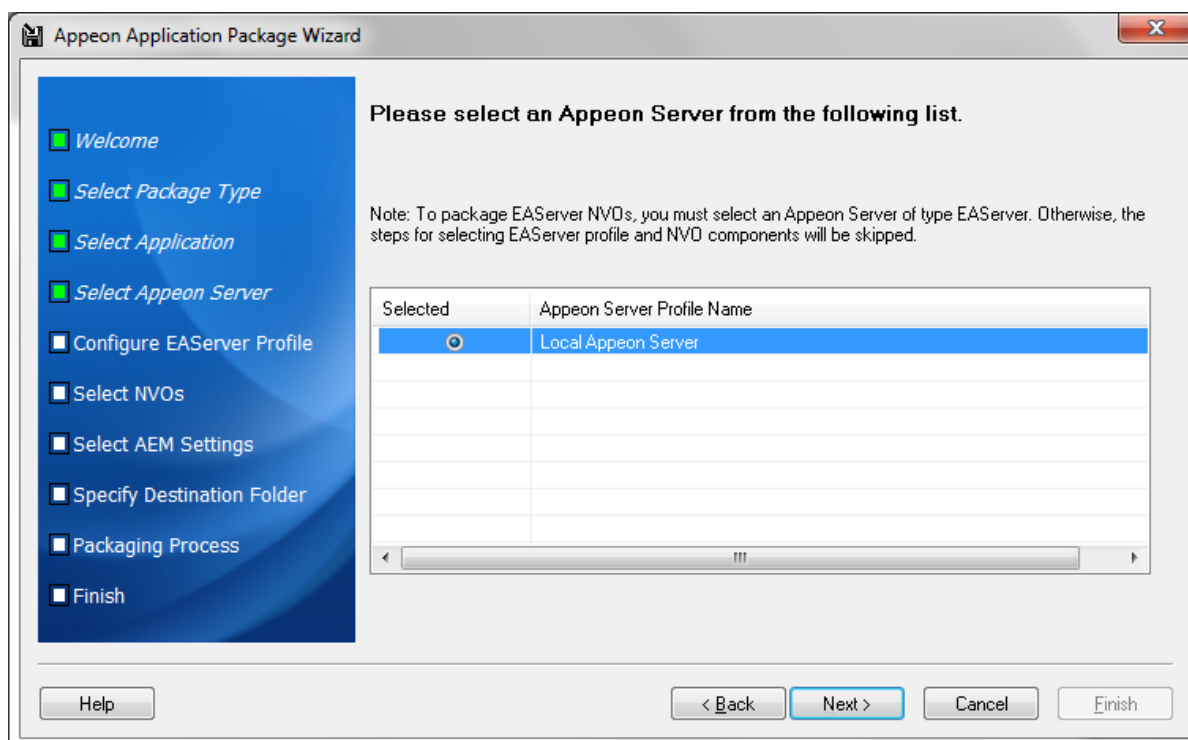 Appeon Application Package Wizard
Welcome
Select Package Type
Select Application
Select Appeon Server
Configure EAServer Profile
Select NVOs
Select AEM Settings
Specify Destination Folder
Packaging Process
Finish
Please select an Appeon Server from the following list.
Note: To package EAServer NVOs, you must select an Appeon Server of type EAServer. Otherwise, the
steps for selecting EAServer profile and NVO components will be skipped.
Selected Appeon Server Profile Name
Local Appeon Server
Help < Back Next > Cancel Finish